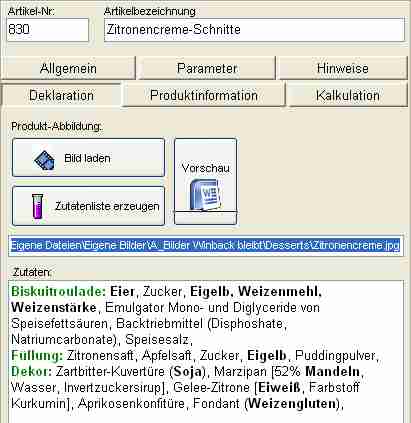 Artikel-Nr:
Artikelbezeichnung
830
Zitronencreme-Schnitte
Allgemein
Parameter
Hinweise
Deklaration
Produktinformation
Kalkulation
Produkt-Abbildung:
Bild laden
Vorschau
Zutatenliste erzeugen
Eigene Dateien\Eigene Bilder\A_Bilder Winback bleibt\Desserts\Zitronencreme.jpg
Zutaten:
Biskuitroulade: Eier, Zucker, Eigelb, Weizenmehl,
Weizenstärke, Emulgator Mono- und Diglyceride von
Speisefettsäuren, Backtriebmittel (Disphoshate,
Natriumcarbonate), Speisesalz,
Füllung: Zitronensaft, Apfelsaft, Zucker, Eigelb, Puddingpulver,
Dekor: Zartbitter-Kuvertüre (Soja), Marzipan [52% Mandeln,
Wasser, Invertzuckersirup], Gelee-Zitrone [Eiweiß, Farbstoff
Kurkumin], Aprikosenkonfitüre, Fondant (Weizengluten),